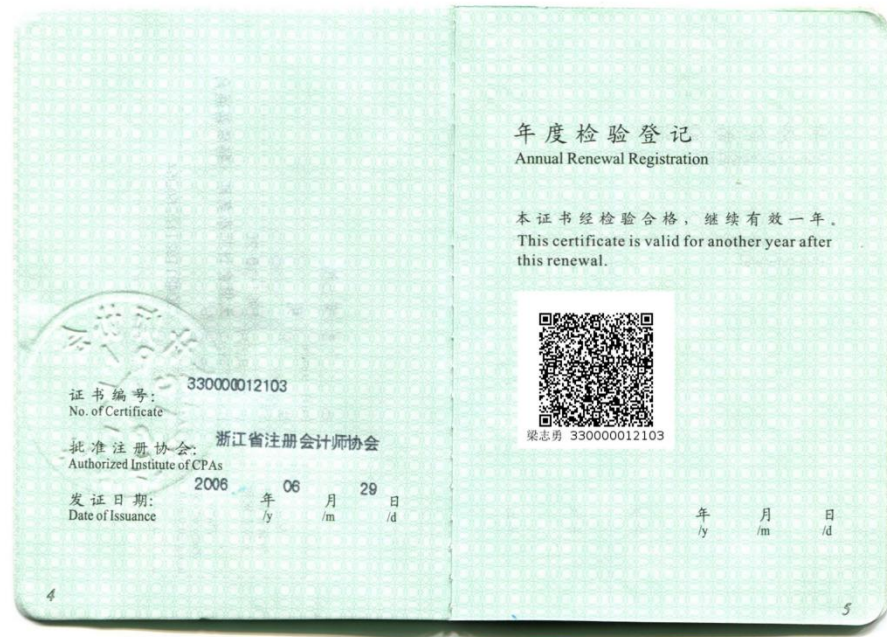 证书编号: 330000012103
No. of Certificate
批准注册协会: 浙江省注册会计师协会
Authorized Institute of CPAs
发证日期: 2006 年 06 月 29 日
Date of Issuance /y /m /d
4
年度检验登记
Annual Renewal Registration
本证书经检验合格，继续有效一年。
This certificate is valid for another year after
this renewal.
梁志勇 330000012103
年 月 日
/y /m /d
5